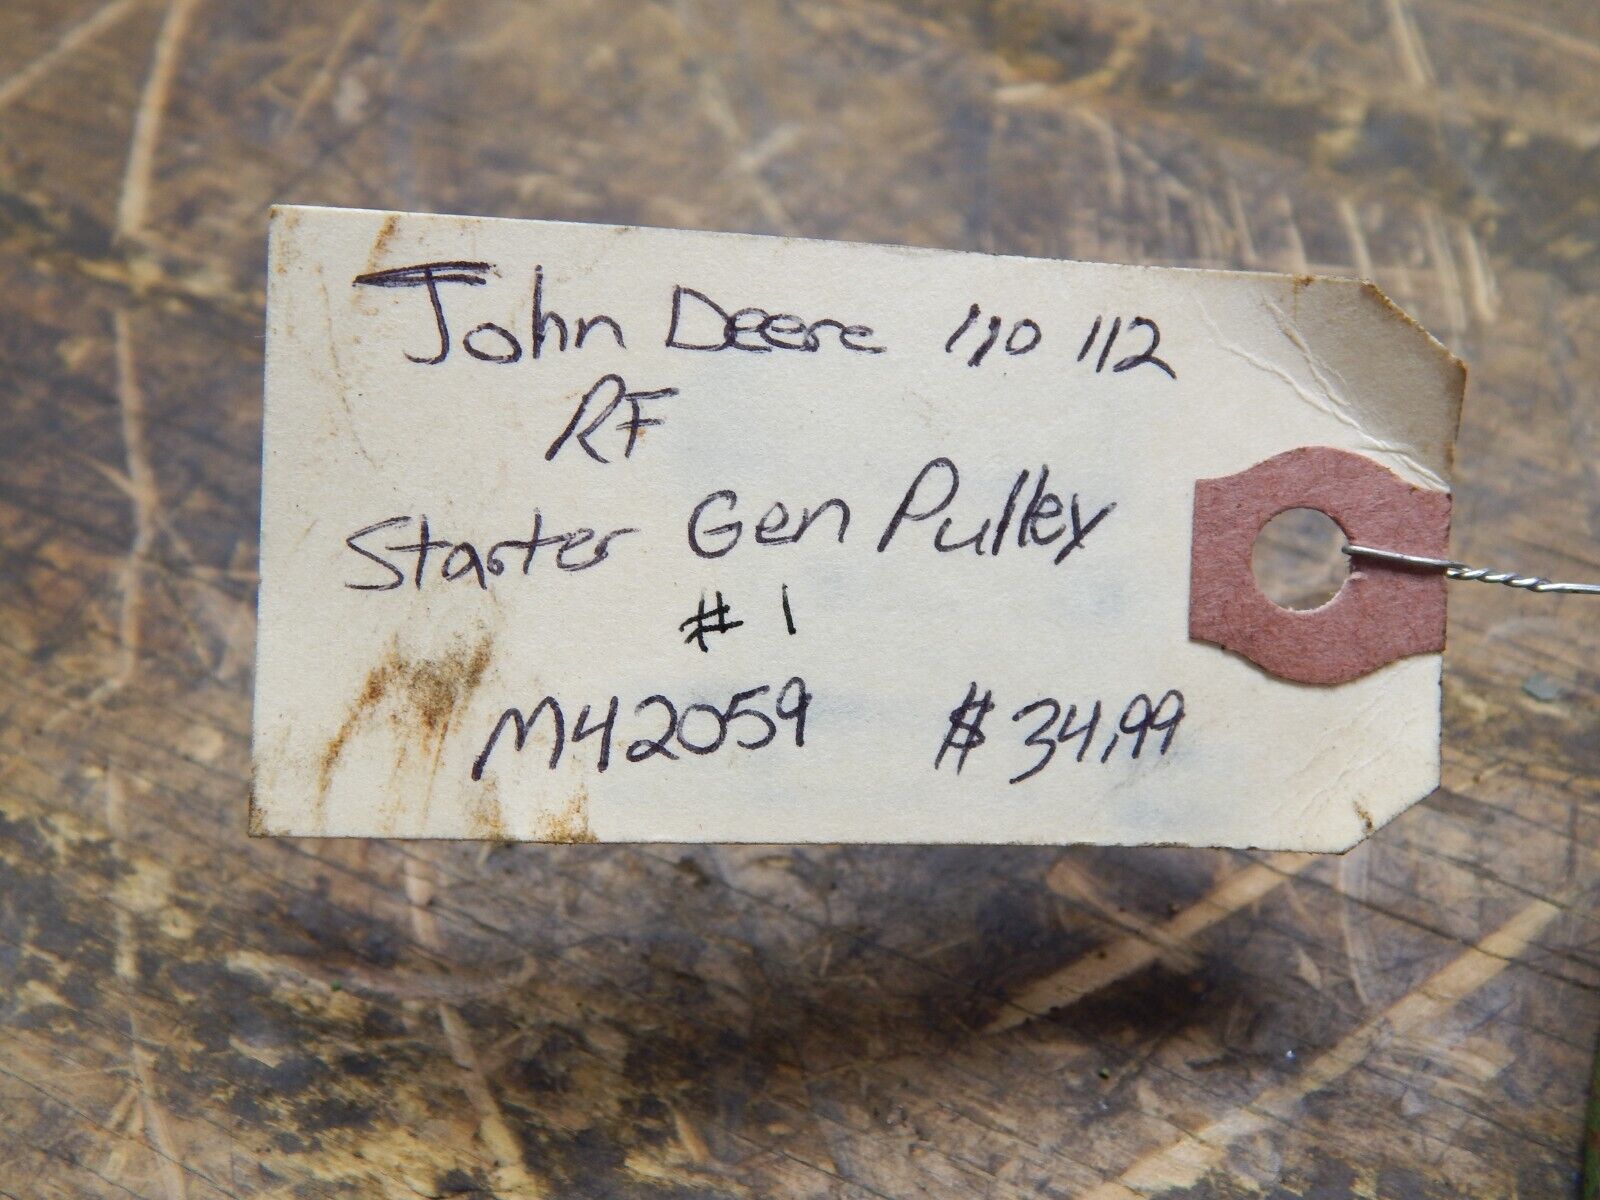 John Deere 110 112
RF
Starter Gen Pulley
# 1
M42059 $34,99